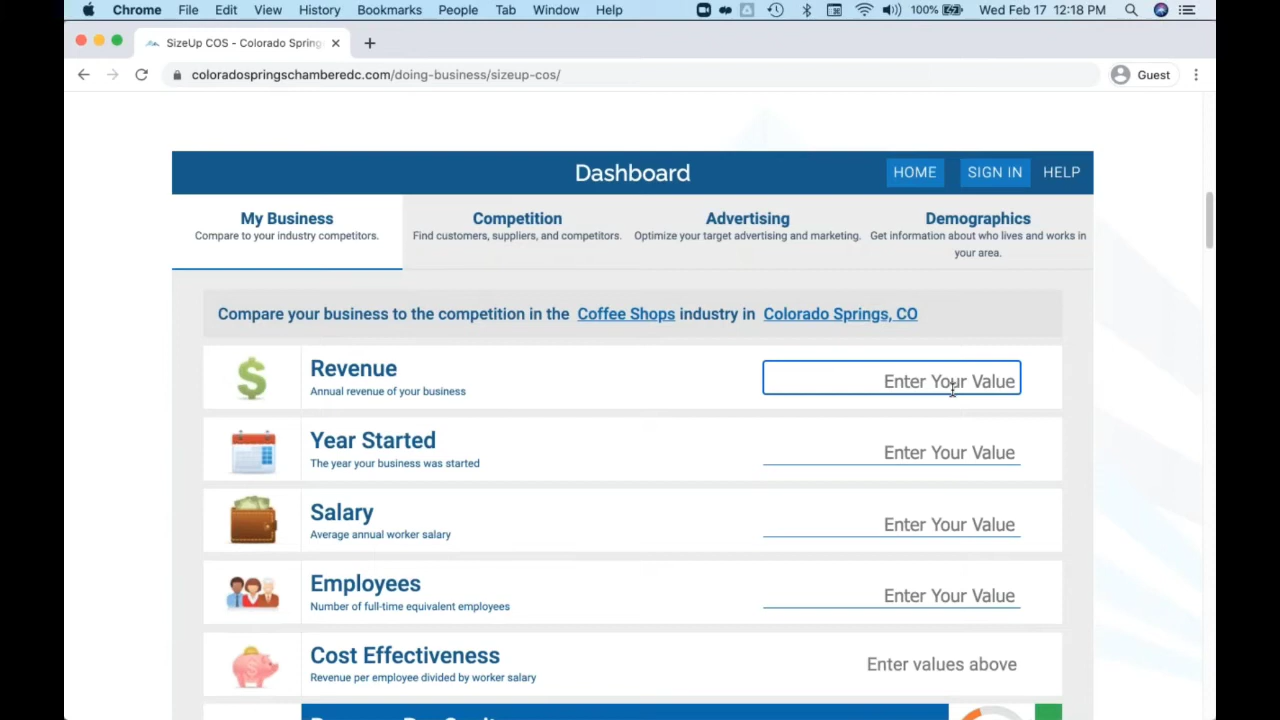 Chrome File Edit View History Bookmarks People Tab Window Help 100% Wed Feb 17 12:18 PM
SizeUp COS - Colorado Spring
coloradospringschamberedc.com/doing-business/sizeup-cos/ Guest
Dashboard HOME SIGN IN HELP
My Business Competition Advertising Demographics
Compare to your industry competitors. Find customers, suppliers, and competitors. Optimize your target advertising and marketing. Get information about who lives and works in
your area.
Compare your business to the competition in the Coffee Shops industry in Colorado Springs, CO
Revenue
Annual revenue of your business
Enter Your Value
Year Started
The year your business was started
Enter Your Value
Salary
Average annual worker salary
Enter Your Value
Employees
Number of full-time equivalent employees
Enter Your Value
Cost Effectiveness
Revenue per employee divided by worker salary
Enter values above